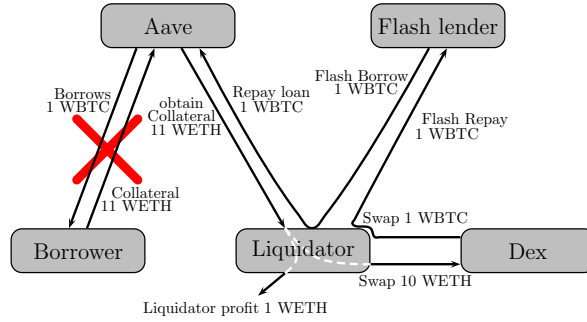 Aave
Flash lender
Borrows
1 WBTC
obtain
Collateral
11 WETH
Repay loan
1 WBTC
Flash Borrow
1 WBTC
Flash Repay
1 WBTC
Collateral
11 WETH
Swap 1 WBTC
Borrower
Liquidator
Dex
Swap 10 WETH
Liquidator profit 1 WETH